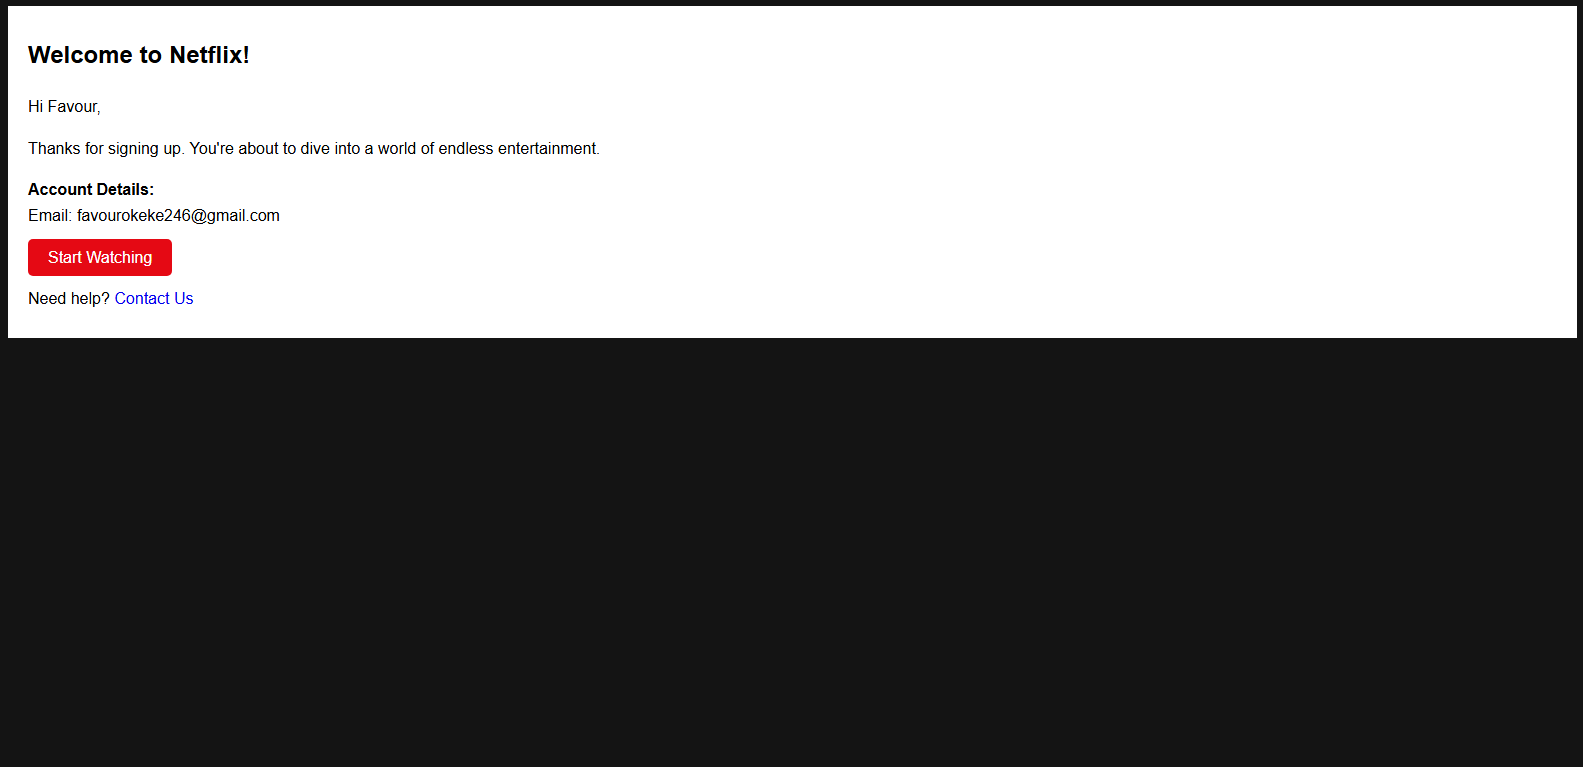 Welcome to Netflix!
Hi Favour,
Thanks for signing up. You're about to dive into a world of endless entertainment.
Account Details:
Email: favourokeke246@gmail.com
Start Watching
Need help? Contact Us